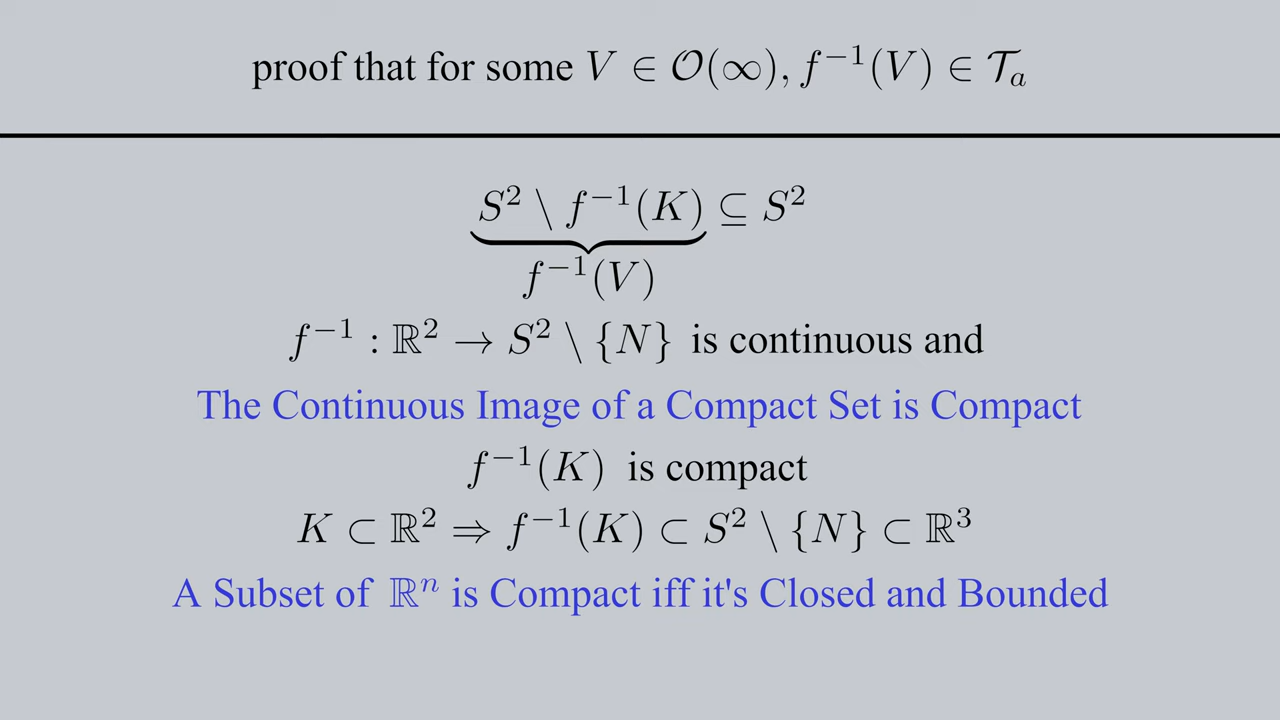 proof that for some V ∈ 𝒪(∞), f⁻¹(V) ∈ 𝒯ₐ
S² \ f⁻¹(K) ⊆ S²
f⁻¹(V)
f⁻¹ : ℝ² → S² \ {N} is continuous and
The Continuous Image of a Compact Set is Compact
f⁻¹(K) is compact
K ⊂ ℝ² ⇒ f⁻¹(K) ⊂ S² \ {N} ⊂ ℝ³
A Subset of ℝⁿ is Compact iff it's Closed and Bounded